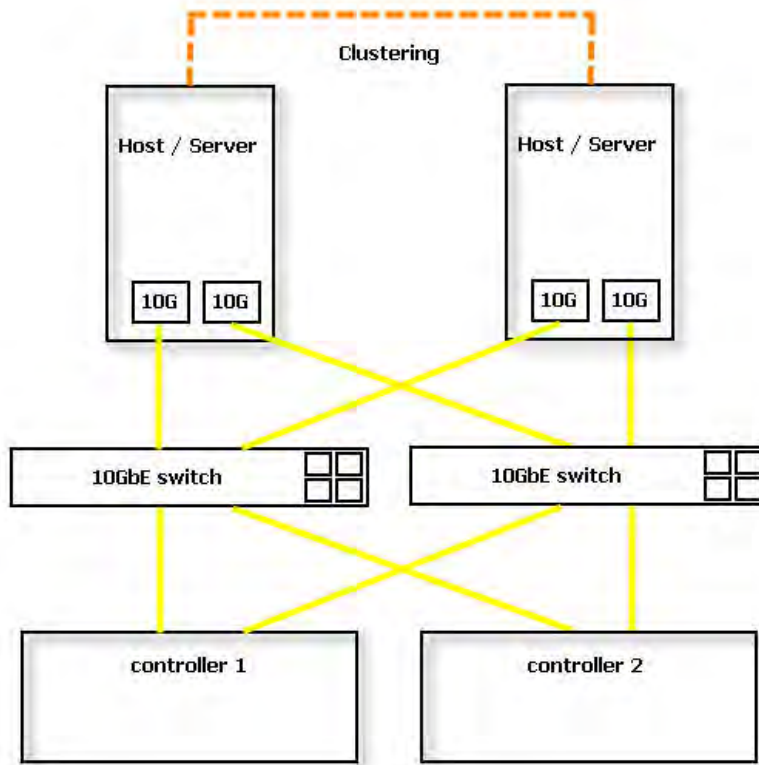 Clustering
Host / Server
Host / Server
10G 10G
10G 10G
10GbE switch
10GbE switch
controller 1
controller 2